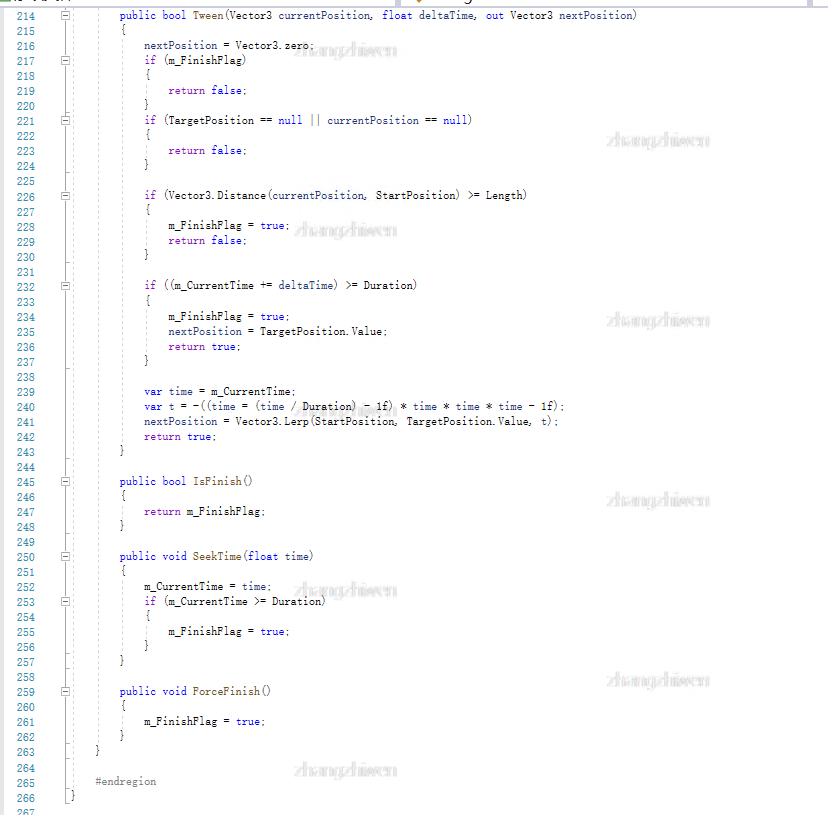 214 public bool Tween(Vector3 currentPosition, float deltaTime, out Vector3 nextPosition)
215 {
216 nextPosition = Vector3.zero;
217 if (m_FinishFlag)
218 {
219 return false;
220 }
221 if (TargetPosition == null || currentPosition == null)
222 {
223 return false;
224 }
225
226 if (Vector3.Distance(currentPosition, StartPosition) >= Length)
227 {
228 m_FinishFlag = true;
229 return false;
230 }
231
232 if ((m_CurrentTime += deltaTime) >= Duration)
233 {
234 m_FinishFlag = true;
235 nextPosition = TargetPosition.Value;
236 return true;
237 }
238
239 var time = m_CurrentTime;
240 var t = -((time = (time / Duration) - 1f) * time * time * time - 1f);
241 nextPosition = Vector3.Lerp(StartPosition, TargetPosition.Value, t);
242 return true;
243 }
244
245 public bool IsFinish()
246 {
247 return m_FinishFlag;
248 }
249
250 public void SeekTime(float time)
251 {
252 m_CurrentTime = time;
253 if (m_CurrentTime >= Duration)
254 {
255 m_FinishFlag = true;
256 }
257 }
258
259 public void ForceFinish()
260 {
261 m_FinishFlag = true;
262 }
263 }
264
265 #endregion
266 }
267
zhangzhiwen
zhangzhiwen
zhangzhiwen
zhangzhiwen
zhangzhiwen
zhangzhiwen
zhangzhiwen
zhangzhiwen
zhangzhiwen